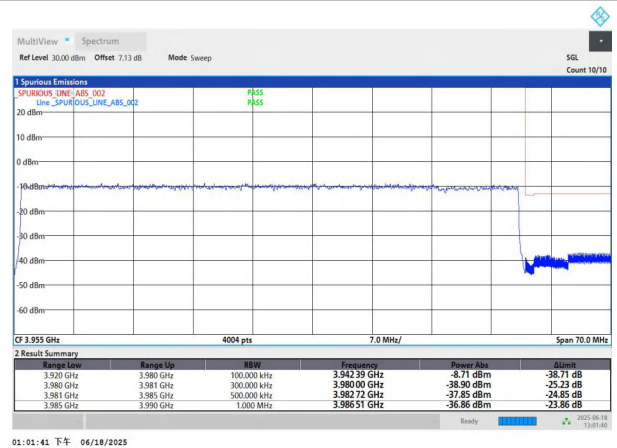 MultiView Spectrum
Ref Level 30.00 dBm Offset 7.13 dB Mode Sweep SGL
Count 10/10
1 Spurious Emissions
SPURIOUS_LINE_ABS_002 PASS
Line _SPURIOUS_LINE_ABS_002 PASS
20 dBm
10 dBm
0 dBm
-10 dBm
-20 dBm
-30 dBm
-40 dBm
-50 dBm
-60 dBm
CF 3.955 GHz 4004 pts 7.0 MHz/ Span 70.0 MHz
2 Result Summary
Range Low Range Up RBW Frequency Power Abs ΔLimit
3.920 GHz 3.980 GHz 100.000 kHz 3.94239 GHz -8.71 dBm -38.71 dB
3.980 GHz 3.981 GHz 300.000 kHz 3.98000 GHz -38.90 dBm -25.23 dB
3.981 GHz 3.985 GHz 500.000 kHz 3.98272 GHz -37.85 dBm -24.85 dB
3.985 GHz 3.990 GHz 1.000 MHz 3.98651 GHz -36.86 dBm -23.86 dB
Ready 2025-06-18
13:01:40
01:01:41 下午 06/18/2025